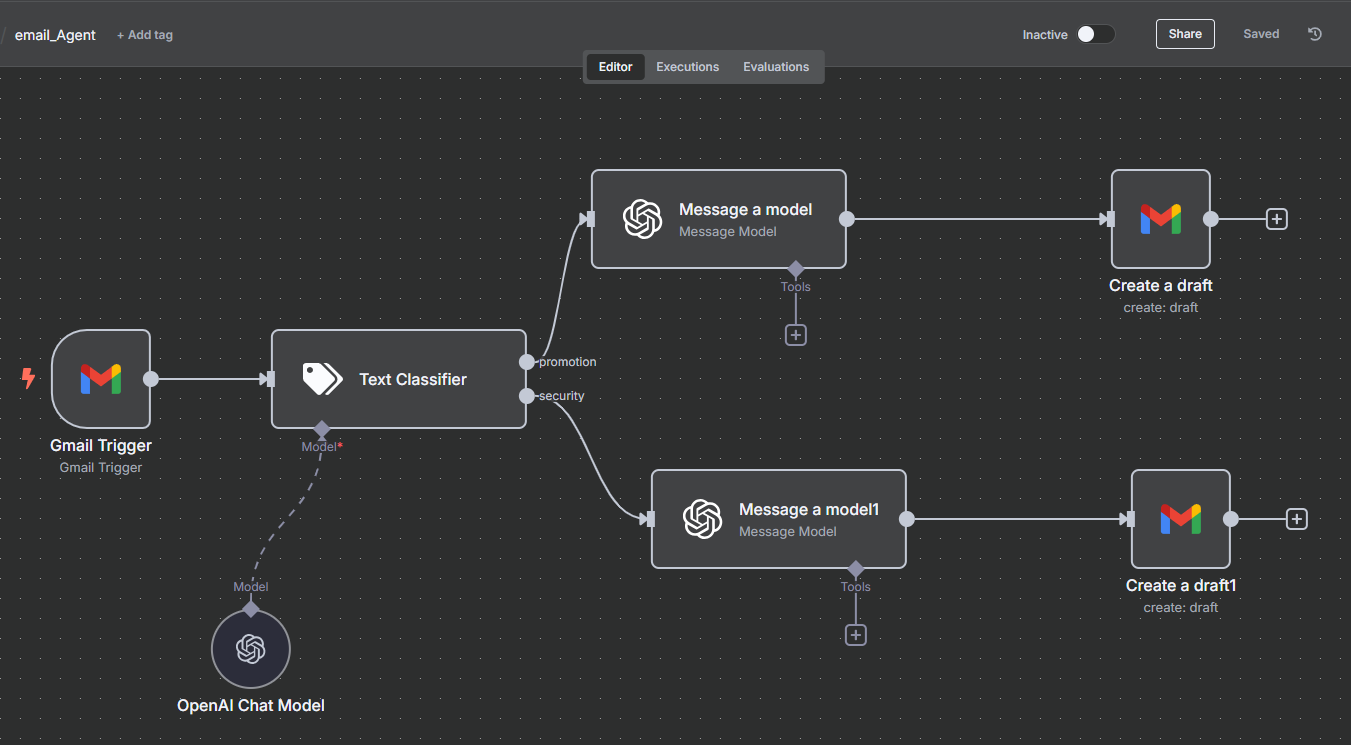 / email_Agent + Add tag
Inactive
Share
Saved
Editor Executions Evaluations
Message a model
Message Model
Tools
Create a draft
create: draft
Gmail Trigger
Gmail Trigger
Text Classifier
promotion
security
Model*
Message a model1
Message Model
Tools
Create a draft1
create: draft
Model
OpenAI Chat Model